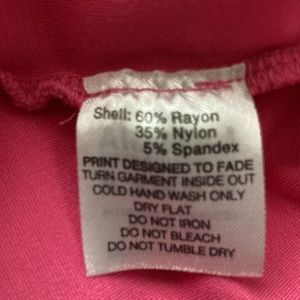 Shell: 60% Rayon
35% Nylon
5% Spandex
PRINT DESIGNED TO FADE
TURN GARMENT INSIDE OUT
COLD HAND WASH ONLY
DRY FLAT
DO NOT IRON
DO NOT BLEACH
DO NOT TUMBLE DRY